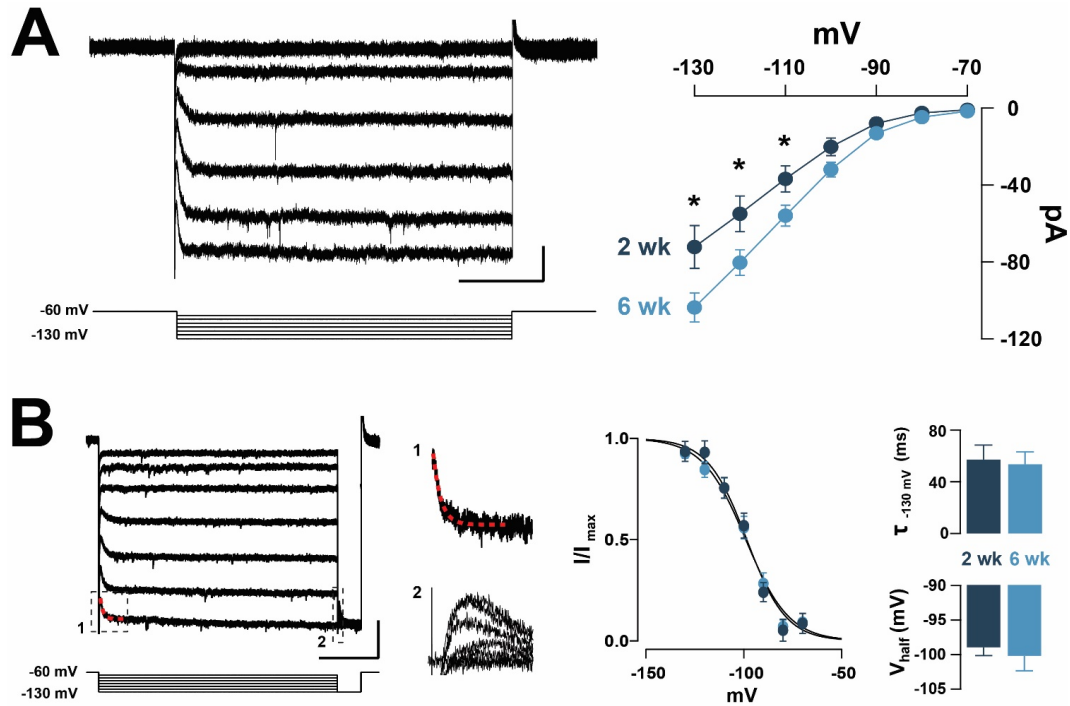 A
mV
-130 -110 -90 -70
0
-40
-80
-120
pA
* * *
2 wk
6 wk
-60 mV
-130 mV
B
1
2
-60 mV
-130 mV
1
2
I/I max
1.0
0.5
0.0
-150 -100 -50
mV
τ -130 mV (ms)
80
40
0
2 wk 6 wk
V half (mV)
-90
-95
-100
-105